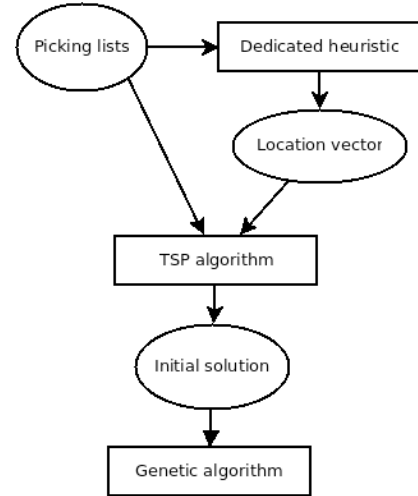 Picking lists
Dedicated heuristic
Location vector
TSP algorithm
Initial solution
Genetic algorithm